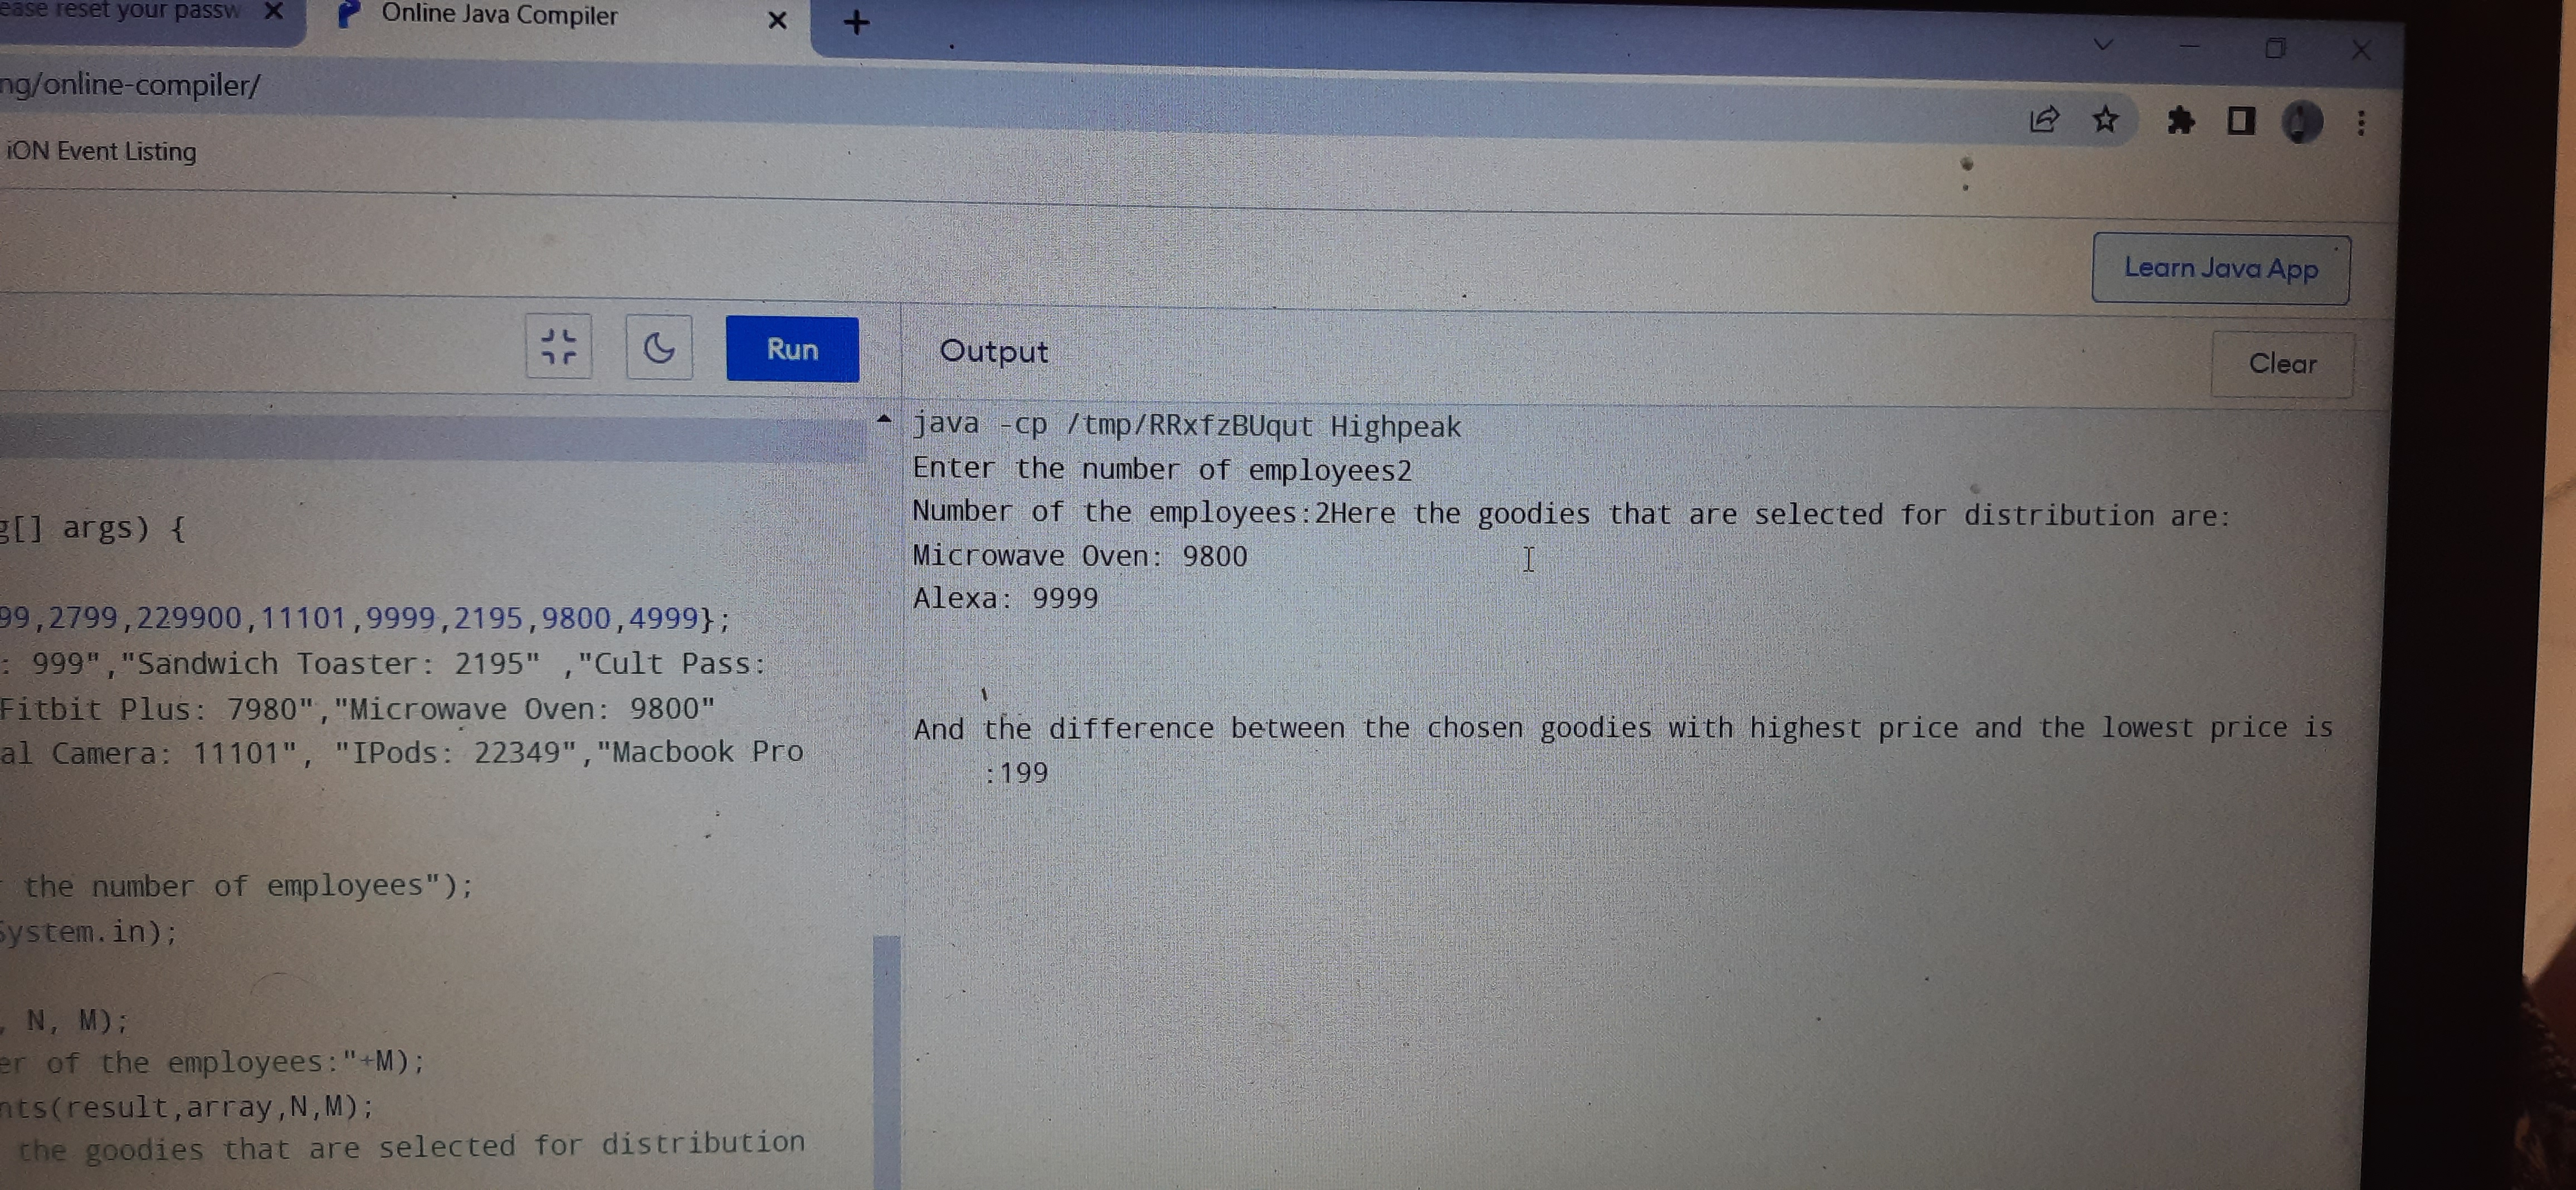 ease reset your passw
Online Java Compiler
ng/online-compiler/
iON Event Listing
Learn Java App
Run
Output
Clear
g[] args) {
99,2799,229900,11101,9999,2195,9800,4999};
: 999","Sandwich Toaster: 2195" ,"Cult Pass:
Fitbit Plus: 7980","Microwave Oven: 9800"
al Camera: 11101", "IPods: 22349","Macbook Pro
the number of employees");
System.in);
, N, M);
er of the employees:"+M);
nts(result,array,N,M);
the goodies that are selected for distribution
java -cp /tmp/RRxfzBUqut Highpeak
Enter the number of employees2
Number of the employees:2Here the goodies that are selected for distribution are:
Microwave Oven: 9800
Alexa: 9999
And the difference between the chosen goodies with highest price and the lowest price is
:199